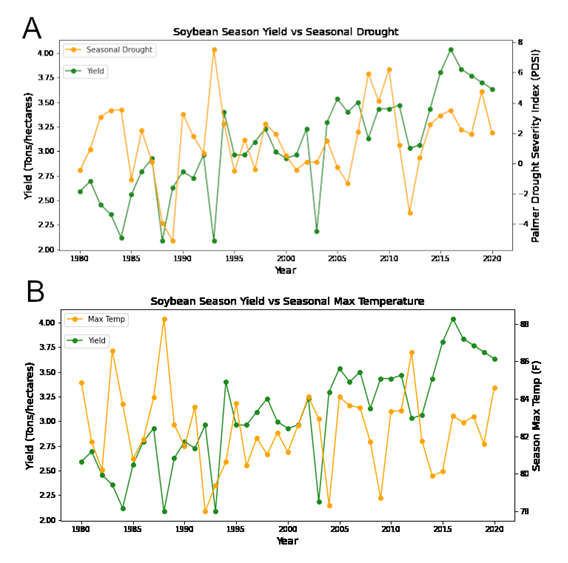 A
Soybean Season Yield vs Seasonal Drought
Seasonal Drought
Yield
4.00
3.75
3.50
3.25
3.00
2.75
2.50
2.25
2.00
Yield (Tons/hectares)
8
6
4
2
0
−2
−4
Palmer Drought Severity Index (PDSI)
1980 1985 1990 1995 2000 2005 2010 2015 2020
Year
B
Soybean Season Yield vs Seasonal Max Temperature
Max Temp
Yield
4.00
3.75
3.50
3.25
3.00
2.75
2.50
2.25
2.00
Yield (Tons/hectares)
88
86
84
82
80
78
Season Max Temp (F)
1980 1985 1990 1995 2000 2005 2010 2015 2020
Year